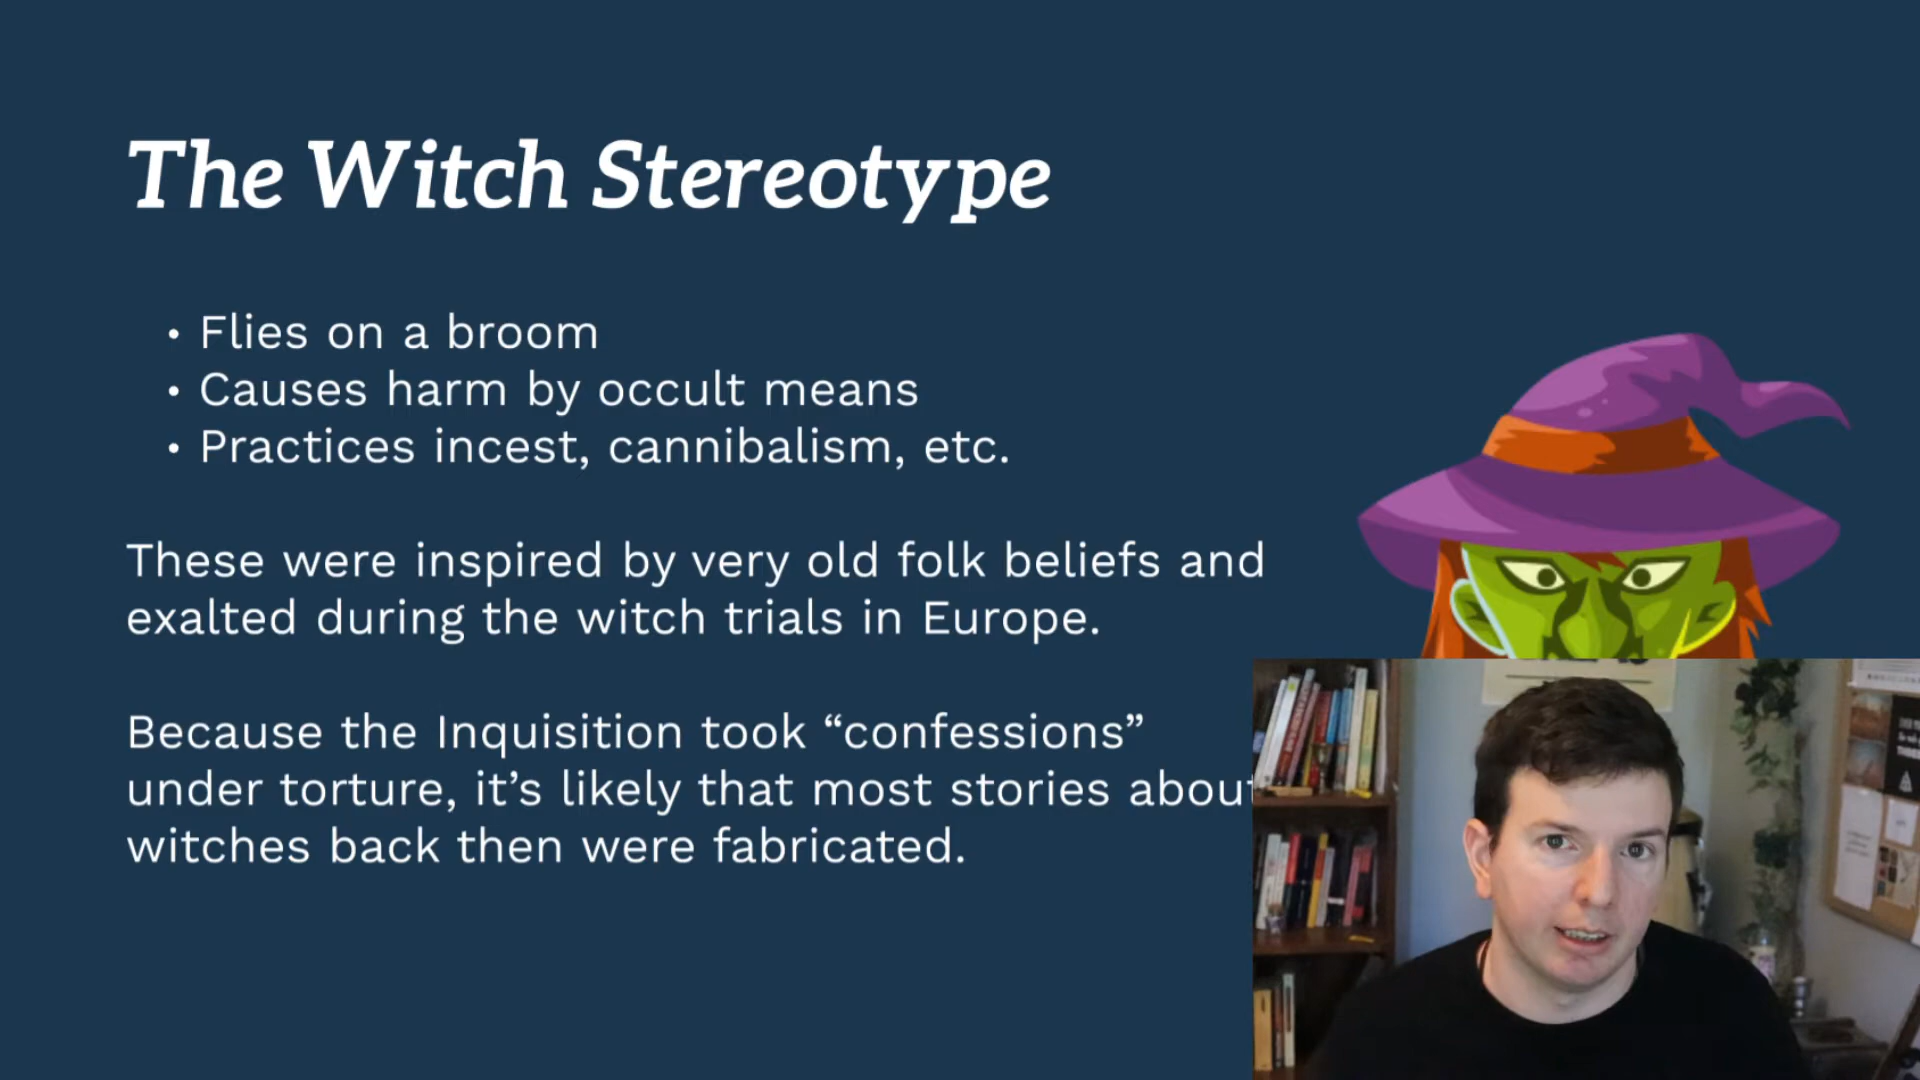 The Witch Stereotype
• Flies on a broom
• Causes harm by occult means
• Practices incest, cannibalism, etc.
These were inspired by very old folk beliefs and
exalted during the witch trials in Europe.
Because the Inquisition took “confessions”
under torture, it’s likely that most stories about
witches back then were fabricated.